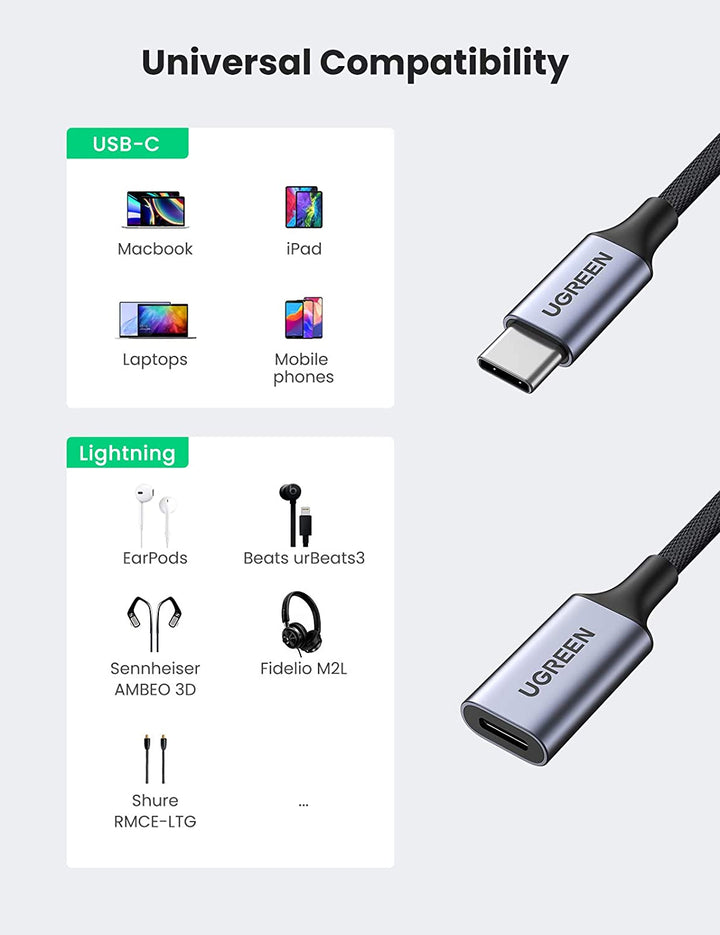 Universal Compatibility
USB-C
Macbook
iPad
Laptops
Mobile
phones
UGREEN
Lightning
EarPods
Beats urBeats3
Sennheiser
AMBEO 3D
Fidelio M2L
UGREEN
Shure
RMCE-LTG
...